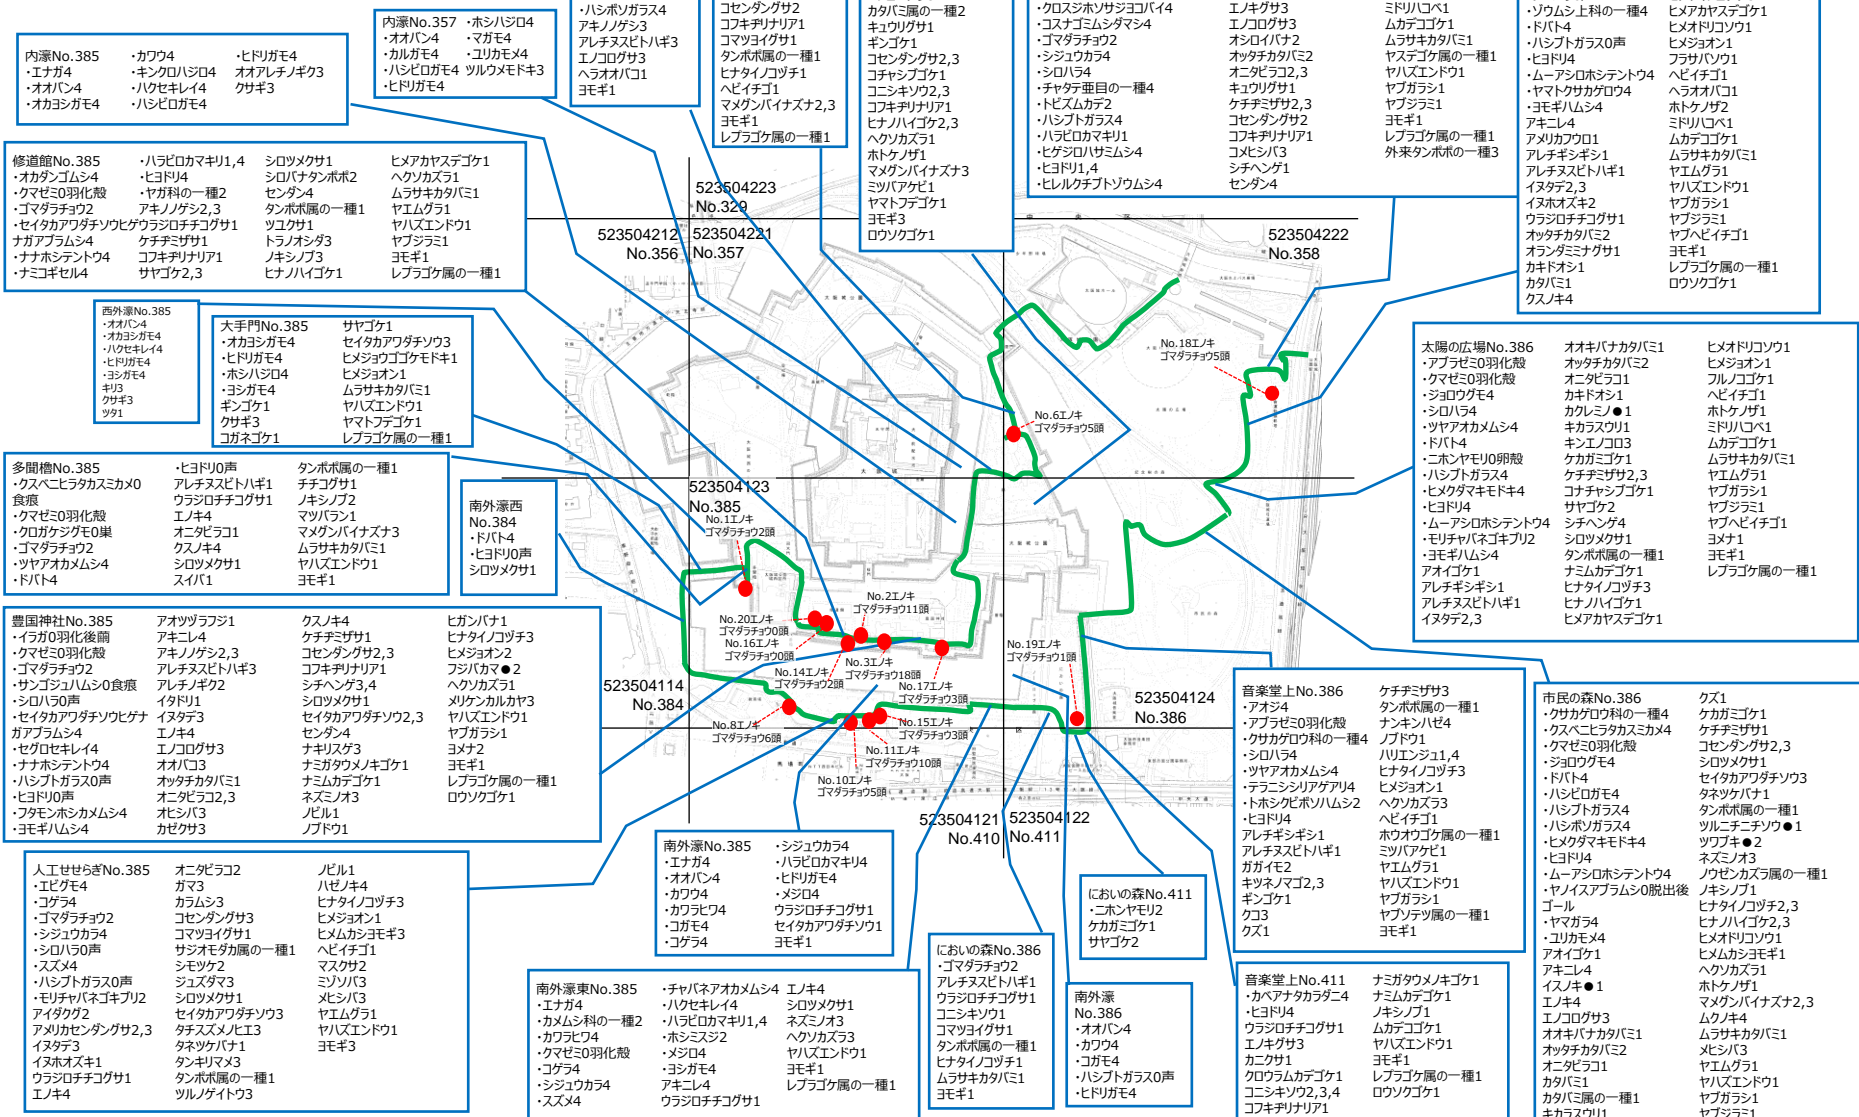 内濠No.385
・エナガ4
・オオバン4
・オカヨシガモ4
・カワウ4
・キンクロハジロ4
・ハクセキレイ4
・ハシビロガモ4
・ヒドリガモ4
オオアレチノギク3
クサギ3
内濠No.357
・オオバン4
・カルガモ4
・ハシビロガモ4
・ヒドリガモ4
・ホシハジロ4
・マガモ4
・ユリカモメ4
ツルウメモドキ3
・ハシボソガラス4
アキノノゲシ3
アレチヌスビトハギ3
エノコログサ3
ヘラオオバコ1
ヨモギ1
コセンダングサ2
コフキヂリナリア1
コマツヨイグサ1
タンポポ属の一種1
ヒナタイノコヅチ1
ヘビイチゴ1
マメグンバイナズナ2,3
ヨモギ1
レプラゴケ属の一種1
カタバミ属の一種2
キュウリグサ1
ギンゴケ1
コセンダングサ2,3
コチャシブゴケ1
コニシキソウ2,3
コフキヂリナリア1
ヒナノハイゴケ2,3
ヘクソカズラ1
ホトケノザ1
マメグンバイナズナ3
ミツバアケビ1
ヤマトフデゴケ1
ヨモギ3
ロウソクゴケ1
・クロスジホソサジヨコバイ4
・コスナゴミムシダマシ4
・ゴマダラチョウ2
・シジュウカラ4
・シロハラ4
・チャタテ亜目の一種4
・トビズムカデ2
・ハシブトガラス4
・ハラビロカマキリ1
・ヒゲジロハサミムシ4
・ヒヨドリ1,4
・ヒレルクチブトゾウムシ4
エノキグサ3
エノコログサ3
オシロイバナ2
オッタチカタバミ2
オニタビラコ2,3
キュウリグサ1
ケチヂミザサ2,3
コセンダングサ2
コフキヂリナリア1
コメヒシバ3
シチヘンゲ1
センダン4
ミドリハコベ1
ムカデコゴケ1
ムラサキカタバミ1
ヤスデゴケ属の一種1
ヤハズエンドウ1
ヤブガラシ1
ヤブジラミ1
ヨモギ1
レプラゴケ属の一種1
外来タンポポの一種3
・ゾウムシ上科の一種4
・ドバト4
・ハシブトガラス0声
・ヒヨドリ4
・ムーアシロホシテントウ4
・ヤマトクサカゲロウ4
・ヨモギハムシ4
アキニレ4
アメリカフウロ1
アレチギシギシ1
アレチヌスビトハギ1
イヌタデ2,3
イヌホオズキ2
ウラジロチチコグサ1
オッタチカタバミ2
オランダミミナグサ1
カキドオシ1
カタバミ1
クスノキ4
ヒメアカヤスデゴケ1
ヒメオドリコソウ1
ヒメジョオン1
フラサバソウ1
ヘビイチゴ1
ヘラオオバコ1
ホトケノザ2
ミドリハコベ1
ムカデコゴケ1
ムラサキカタバミ1
ヤエムグラ1
ヤハズエンドウ1
ヤブガラシ1
ヤブジラミ1
ヤブヘビイチゴ1
ヨモギ1
レプラゴケ属の一種1
ロウソクゴケ1
修道館No.385
・オカダンゴムシ4
・クマゼミ0羽化殻
・ゴマダラチョウ2
・セイタカアワダチソウヒゲ
ナガアブラムシ4
・ナナホシテントウ4
・ナミコギセル4
・ハラビロカマキリ1,4
・ヒヨドリ4
・ヤガ科の一種2
アキノノゲシ2,3
ウラジロチチコグサ1
ケチヂミザサ1
コフキヂリナリア1
サヤゴケ2,3
シロツメクサ1
シロバナタンポポ2
センダン4
タンポポ属の一種1
ツユクサ1
トラノオシダ3
ノキシノブ3
ヒナノハイゴケ1
ヒメアカヤスデゴケ1
ヘクソカズラ1
ムラサキカタバミ1
ヤエムグラ1
ヤハズエンドウ1
ヤブジラミ1
ヨモギ1
レプラゴケ属の一種1
西外濠No.385
・オオバン4
・オカヨシガモ4
・ハクセキレイ4
・ヒドリガモ4
・ヨシガモ4
キリ3
クサギ3
ツタ1
大手門No.385
・オカヨシガモ4
・ヒドリガモ4
・ホシハジロ4
・ヨシガモ4
ギンゴケ1
クサギ3
コガネゴケ1
サヤゴケ1
セイタカアワダチソウ3
ヒメジョウゴゴケモドキ1
ヒメジョオン1
ムラサキカタバミ1
ヤハズエンドウ1
ヤマトフデゴケ1
レプラゴケ属の一種1
多聞櫓No.385
・クスベニヒラタカスミカメ0
食痕
・クマゼミ0羽化殻
・クロガケジグモ0巣
・ゴマダラチョウ2
・ツヤアオカメムシ4
・ドバト4
・ヒヨドリ0声
アレチヌスビトハギ1
ウラジロチチコグサ1
エノキ4
オニタビラコ1
クスノキ4
シロツメクサ1
スイバ1
タンポポ属の一種1
チチコグサ1
ノキシノブ2
マツバラン1
マメグンバイナズナ3
ムラサキカタバミ1
ヤハズエンドウ1
ヨモギ1
南外濠西
No.384
・ドバト4
・ヒヨドリ0声
シロツメクサ1
豊国神社No.385
・イラガ0羽化後繭
・クマゼミ0羽化殻
・ゴマダラチョウ2
・サンゴジュハムシ0食痕
・シロハラ0声
・セイタカアワダチソウヒゲナ
ガアブラムシ4
・セグロセキレイ4
・ナナホシテントウ4
・ハシブトガラス0声
・ヒヨドリ0声
・フタモンホシカメムシ4
・ヨモギハムシ4
アオツヅラフジ1
アキニレ4
アキノノゲシ2,3
アレチヌスビトハギ3
アレチノギク2
イタドリ1
イヌタデ3
エノキ4
エノコログサ3
オオバコ3
オッタチカタバミ1
オニタビラコ2,3
オヒシバ3
カゼクサ3
クスノキ4
ケチヂミザサ1
コセンダングサ2,3
コフキヂリナリア1
シチヘンゲ3,4
シロツメクサ1
セイタカアワダチソウ2,3
センダン4
ナキリスゲ3
ナミガタウメノキゴケ1
ナミムカデゴケ1
ネズミノオ3
ノビル1
ノブドウ1
ヒガンバナ1
ヒナタイノコヅチ3
ヒメジョオン2
フジバカマ●2
ヘクソカズラ1
メリケンカルカヤ3
ヤハズエンドウ1
ヤブガラシ1
ヨメナ2
ヨモギ1
レプラゴケ属の一種1
ロウソクゴケ1
人工せせらぎNo.385
・エビグモ4
・コゲラ4
・ゴマダラチョウ2
・シジュウカラ4
・シロハラ0声
・スズメ4
・ハシブトガラス0声
・モリチャバネゴキブリ2
アイダクグ2
アメリカセンダングサ2,3
イヌタデ3
イヌホオズキ1
ウラジロチチコグサ1
エノキ4
オニタビラコ2
ガマ3
カラムシ3
コセンダングサ3
コマツヨイグサ1
サジオモダカ属の一種1
シモツケ2
ジュズダマ3
シロツメクサ1
セイタカアワダチソウ3
タチスズメノヒエ3
タネツケバナ1
タンキリマメ3
タンポポ属の一種1
ツルノゲイトウ3
ノビル1
ハゼノキ4
ヒナタイノコヅチ3
ヒメジョオン1
ヒメムカシヨモギ3
ヘビイチゴ1
マスクサ2
ミゾソバ3
メヒシバ3
ヤエムグラ1
ヤハズエンドウ1
ヨモギ3
南外濠No.385
・エナガ4
・オオバン4
・カワウ4
・カワラヒワ4
・コガモ4
・コゲラ4
・シジュウカラ4
・ハラビロカマキリ4
・ヒドリガモ4
・メジロ4
ウラジロチチコグサ1
セイタカアワダチソウ1
ヨモギ1
南外濠東No.385
・エナガ4
・カメムシ科の一種2
・カワラヒワ4
・クマゼミ0羽化殻
・コゲラ4
・シジュウカラ4
・スズメ4
・チャバネアオカメムシ4
・ハクセキレイ4
・ハラビロカマキリ1,4
・ホシミスジ2
・メジロ4
・ヨシガモ4
アキニレ4
ウラジロチチコグサ1
エノキ4
シロツメクサ1
ネズミノオ3
ヘクソカズラ3
ヤハズエンドウ1
ヨモギ1
レプラゴケ属の一種1
においの森No.386
・ゴマダラチョウ2
アレチヌスビトハギ1
ウラジロチチコグサ1
コニシキソウ1
コマツヨイグサ1
タンポポ属の一種1
ヒナタイノコヅチ1
ムラサキカタバミ1
ヨモギ1
南外濠
No.386
・オオバン4
・カワウ4
・コガモ4
・ハシブトガラス0声
・ヒドリガモ4
においの森No.411
・ニホンヤモリ2
ケカガミゴケ1
サヤゴケ2
音楽堂上No.386
・アオジ4
・アブラゼミ0羽化殻
・クサカゲロウ科の一種4
・シロハラ4
・ツヤアオカメムシ4
・テラニシシリアゲアリ4
・トホシクビボソハムシ2
・ヒヨドリ4
アレチギシギシ1
アレチヌスビトハギ1
ガガイモ2
キツネノマゴ2,3
ギンゴケ1
クコ3
クズ1
ケチヂミザサ3
タンポポ属の一種1
ナンキンハゼ4
ノブドウ1
ハリエンジュ1,4
ヒナタイノコヅチ3
ヒメジョオン1
ヘクソカズラ3
ヘビイチゴ1
ホウオウゴケ属の一種1
ミツバアケビ1
ヤエムグラ1
ヤハズエンドウ1
ヤブガラシ1
ヤブソテツ属の一種1
ヨモギ1
音楽堂上No.411
・カベアナタカラダニ4
・ヒヨドリ4
ウラジロチチコグサ1
エノキグサ3
カニクサ1
クロウラムカデゴケ1
コニシキソウ2,3,4
コフキヂリナリア1
ナミガタウメノキゴケ1
ナミムカデゴケ1
ノキシノブ1
ムカデコゴケ1
ヤハズエンドウ1
ヨモギ1
レプラゴケ属の一種1
ロウソクゴケ1
太陽の広場No.386
・アブラゼミ0羽化殻
・クマゼミ0羽化殻
・ジョロウグモ4
・シロハラ4
・ツヤアオカメムシ4
・ドバト4
・ニホンヤモリ0卵殻
・ハシブトガラス4
・ヒメクダマキモドキ4
・ヒヨドリ4
・ムーアシロホシテントウ4
・モリチャバネゴキブリ2
・ヨモギハムシ4
アオイゴケ1
アレチギシギシ1
アレチヌスビトハギ1
イヌタデ2,3
オオキバナカタバミ1
オッタチカタバミ2
オニタビラコ1
カキドオシ1
カクレミノ●1
キカラスウリ1
キンエノコロ3
ケカガミゴケ1
ケチヂミザサ2,3
コナチャシブゴケ1
サヤゴケ2
シチヘンゲ4
シロツメクサ1
タンポポ属の一種1
ナミムカデゴケ1
ヒナタイノコヅチ3
ヒナノハイゴケ1
ヒメアカヤスデゴケ1
ヒメオドリコソウ1
ヒメジョオン1
フルノコゴケ1
ヘビイチゴ1
ホトケノザ1
ミドリハコベ1
ムカデコゴケ1
ムラサキカタバミ1
ヤエムグラ1
ヤブガラシ1
ヤブジラミ1
ヤブヘビイチゴ1
ヨメナ1
ヨモギ1
レプラゴケ属の一種1
市民の森No.386
・クサカゲロウ科の一種4
・クスベニヒラタカスミカメ4
・クマゼミ0羽化殻
・ジョロウグモ4
・ドバト4
・ハシビロガモ4
・ハシブトガラス4
・ハシボソガラス4
・ヒメクダマキモドキ4
・ヒヨドリ4
・ムーアシロホシテントウ4
・ヤノイスアブラムシ0脱出後
ゴール
・ヤマガラ4
・ユリカモメ4
アオイゴケ1
アキニレ4
イスノキ●1
エノキ4
エノコログサ3
オオキバナカタバミ1
オッタチカタバミ2
オニタビラコ1
カタバミ1
カタバミ属の一種1
キカラスウリ1
クズ1
ケカガミゴケ1
ケチヂミザサ1
コセンダングサ2,3
シロツメクサ1
セイタカアワダチソウ3
タネツケバナ1
タンポポ属の一種1
ツルニチニチソウ●1
ツワブキ●2
ネズミノオ3
ノウゼンカズラ属の一種1
ノキシノブ1
ヒナタイノコヅチ2,3
ヒナノハイゴケ2,3
ヒメオドリコソウ1
ヒメムカシヨモギ1
ヘクソカズラ1
ホトケノザ1
マメグンバイナズナ2,3
ムクノキ4
ムラサキカタバミ1
メヒシバ3
ヤエムグラ1
ヤハズエンドウ1
ヤブガラシ1
ヤブジラミ1
523504223
No.329
523504212
No.356
523504221
No.357
523504222
No.358
523504123
No.385
523504114
No.384
523504124
No.386
523504121
No.410
523504122
No.411
No.18エノキ
ゴマダラチョウ5頭
No.6エノキ
ゴマダラチョウ5頭
No.1エノキ
ゴマダラチョウ2頭
No.2エノキ
ゴマダラチョウ11頭
No.20エノキ
ゴマダラチョウ0頭
No.16エノキ
ゴマダラチョウ0頭
No.14エノキ
ゴマダラチョウ2頭
No.3エノキ
ゴマダラチョウ18頭
No.17エノキ
ゴマダラチョウ3頭
No.19エノキ
ゴマダラチョウ1頭
No.8エノキ
ゴマダラチョウ6頭
No.15エノキ
ゴマダラチョウ3頭
No.11エノキ
ゴマダラチョウ10頭
No.10エノキ
ゴマダラチョウ5頭